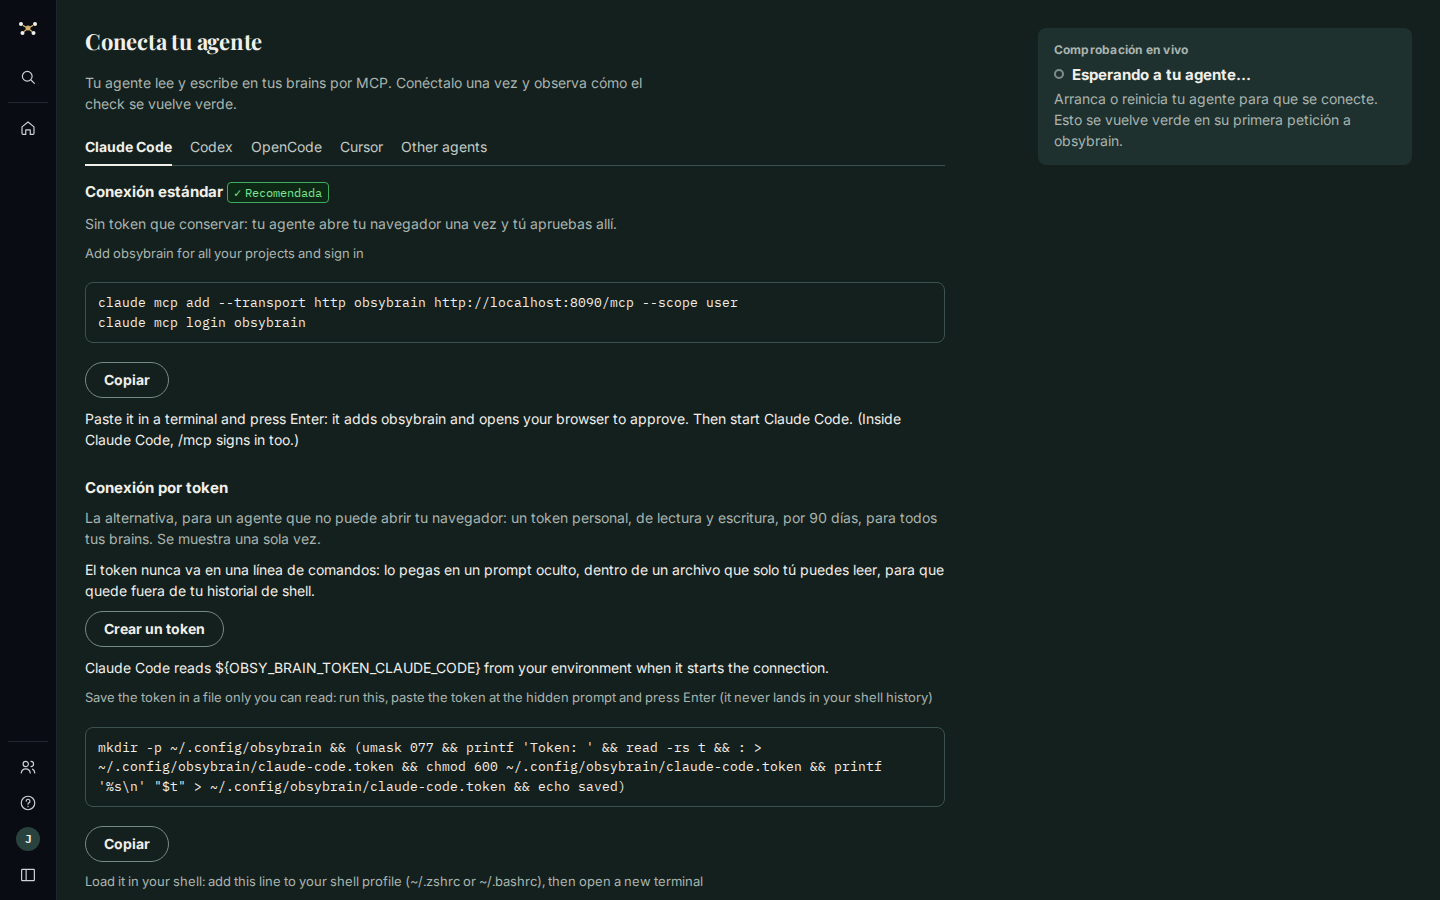 Conecta tu agente
Tu agente lee y escribe en tus brains por MCP. Conéctalo una vez y observa cómo el
check se vuelve verde.
Claude Code Codex OpenCode Cursor Other agents
Conexión estándar ✓ Recomendada
Sin token que conservar: tu agente abre tu navegador una vez y tú apruebas allí.
Add obsybrain for all your projects and sign in
claude mcp add --transport http obsybrain http://localhost:8090/mcp --scope user
claude mcp login obsybrain
Copiar
Paste it in a terminal and press Enter: it adds obsybrain and opens your browser to approve. Then start Claude Code. (Inside
Claude Code, /mcp signs in too.)
Conexión por token
La alternativa, para un agente que no puede abrir tu navegador: un token personal, de lectura y escritura, por 90 días, para todos
tus brains. Se muestra una sola vez.
El token nunca va en una línea de comandos: lo pegas en un prompt oculto, dentro de un archivo que solo tú puedes leer, para que
quede fuera de tu historial de shell.
Crear un token
Claude Code reads ${OBSY_BRAIN_TOKEN_CLAUDE_CODE} from your environment when it starts the connection.
Save the token in a file only you can read: run this, paste the token at the hidden prompt and press Enter (it never lands in your shell history)
mkdir -p ~/.config/obsybrain && (umask 077 && printf 'Token: ' && read -rs t && : >
~/.config/obsybrain/claude-code.token && chmod 600 ~/.config/obsybrain/claude-code.token && printf
'%s\n' "$t" > ~/.config/obsybrain/claude-code.token && echo saved)
Copiar
Load it in your shell: add this line to your shell profile (~/.zshrc or ~/.bashrc), then open a new terminal
Comprobación en vivo
Esperando a tu agente…
Arranca o reinicia tu agente para que se conecte.
Esto se vuelve verde en su primera petición a
obsybrain.
J